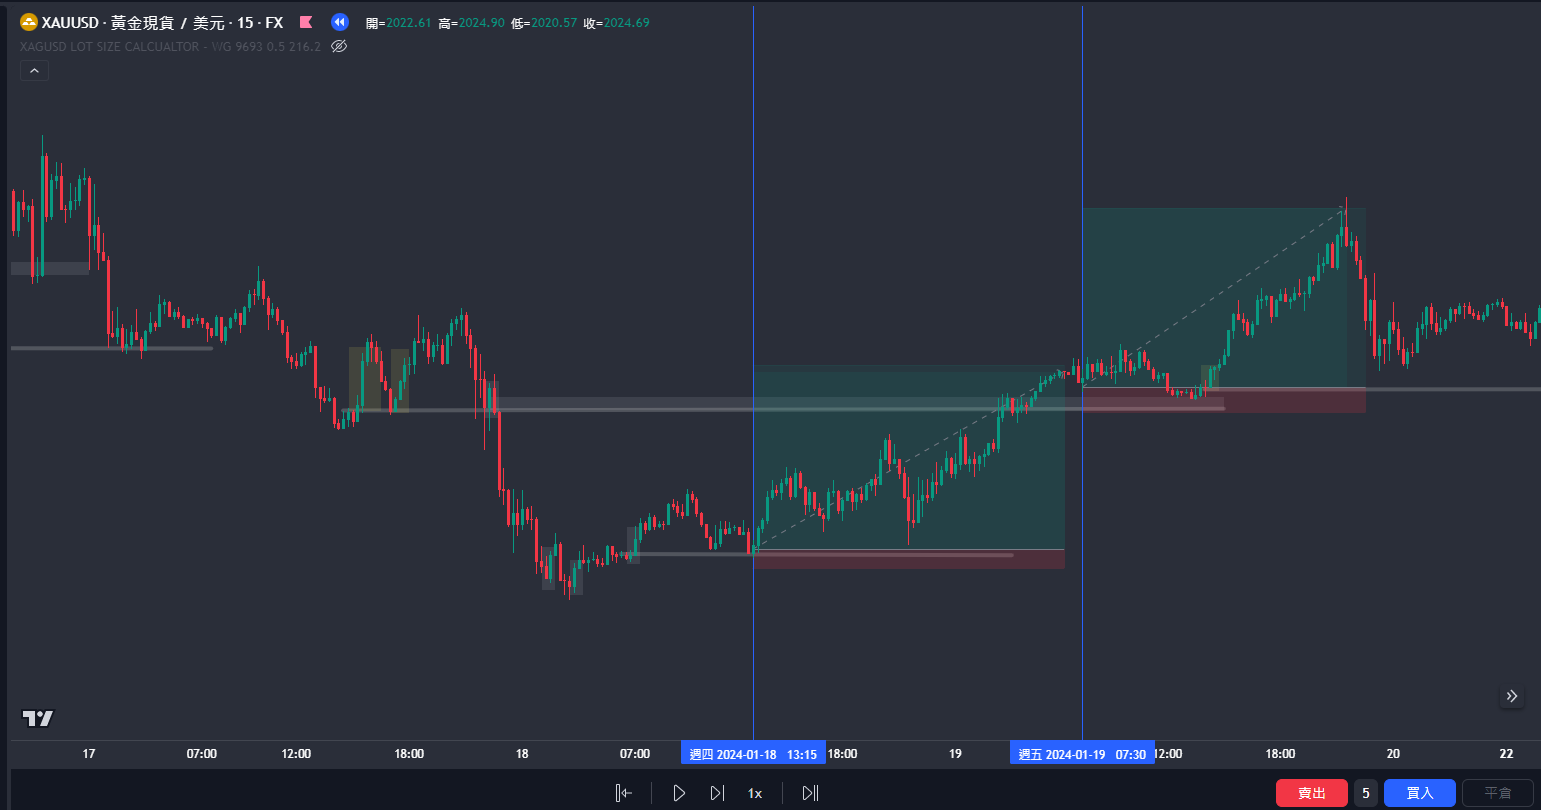 XAUUSD · 黃金現貨 / 美元 · 15 · FX 開=2022.61 高=2024.90 低=2020.57 收=2024.69
XAGUSD LOT SIZE CALCUALTOR - WG 9693 0.5 216.2
17 07:00 12:00 18:00 18 07:00 週四 2024-01-18 13:15 18:00 19 週五 2024-01-19 07:30 12:00 18:00 20 22
1x 賣出 5 買入 平倉